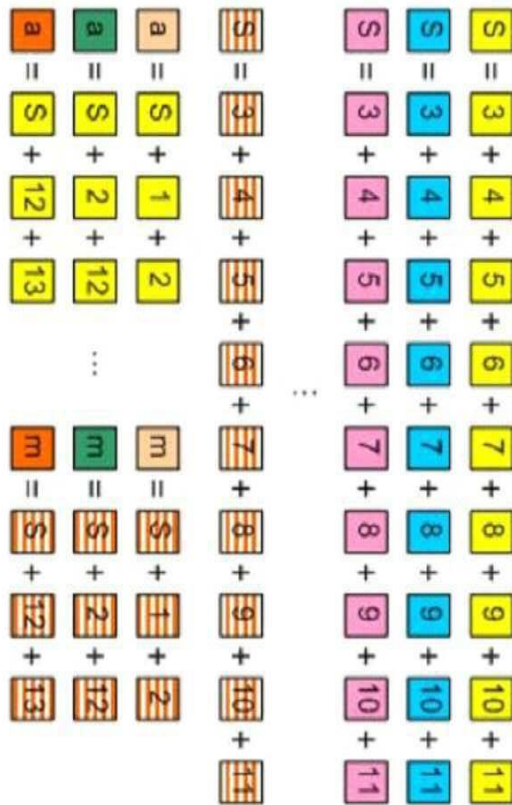 S = 3 + 4 + 5 + 6 + 7 + 8 + 9 + 10 + 11
S = 3 + 4 + 5 + 6 + 7 + 8 + 9 + 10 + 11
S = 3 + 4 + 5 + 6 + 7 + 8 + 9 + 10 + 11
...
S = 3 + 4 + 5 + 6 + 7 + 8 + 9 + 10 + 11
a = S + 1 + 2 m = S + 1 + 2
a = S + 2 + 12 ... m = S + 2 + 12
a = S + 12 + 13 m = S + 12 + 13